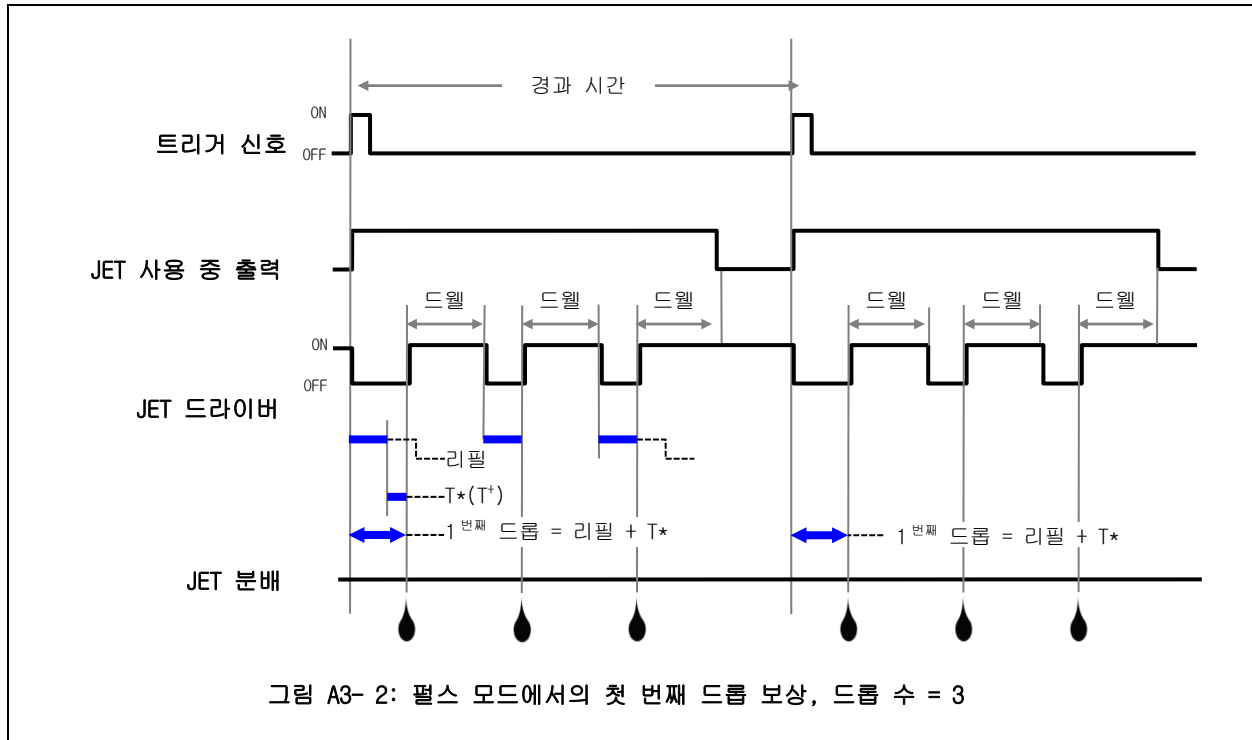 경과 시간
ON
트리거 신호
OFF
JET 사용 중 출력
드웰 드웰 드웰 드웰 드웰 드웰
ON
OFF
JET 드라이버
리필
T*(T⁺)
1 번째 드롭 = 리필 + T* 1 번째 드롭 = 리필 + T*
JET 분배
그림 A3- 2: 펄스 모드에서의 첫 번째 드롭 보상, 드롭 수 = 3